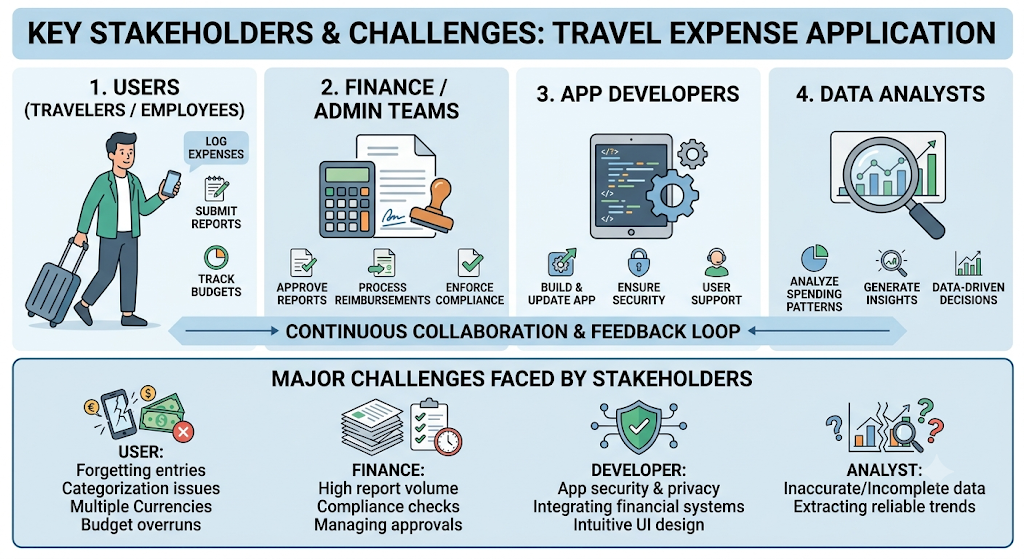 KEY STAKEHOLDERS & CHALLENGES: TRAVEL EXPENSE APPLICATION
1. USERS
(TRAVELERS / EMPLOYEES)
LOG
EXPENSES
SUBMIT
REPORTS
TRACK
BUDGETS
2. FINANCE /
ADMIN TEAMS
APPROVE
REPORTS
PROCESS
REIMBURSEMENTS
ENFORCE
COMPLIANCE
3. APP DEVELOPERS
</?>
</>
</>
BUILD &
UPDATE APP
ENSURE
SECURITY
USER
SUPPORT
4. DATA ANALYSTS
ANALYZE
SPENDING
PATTERNS
GENERATE
INSIGHTS
DATA-DRIVEN
DECISIONS
CONTINUOUS COLLABORATION & FEEDBACK LOOP
MAJOR CHALLENGES FACED BY STAKEHOLDERS
€
$
$
USER:
Forgetting entries
Categorization issues
Multiple Currencies
Budget overruns
FINANCE:
High report volume
Compliance checks
Managing approvals
DEVELOPER:
App security & privacy
Integrating financial systems
Intuitive UI design
? ? ? ?
ANALYST:
Inaccurate/Incomplete data
Extracting reliable trends